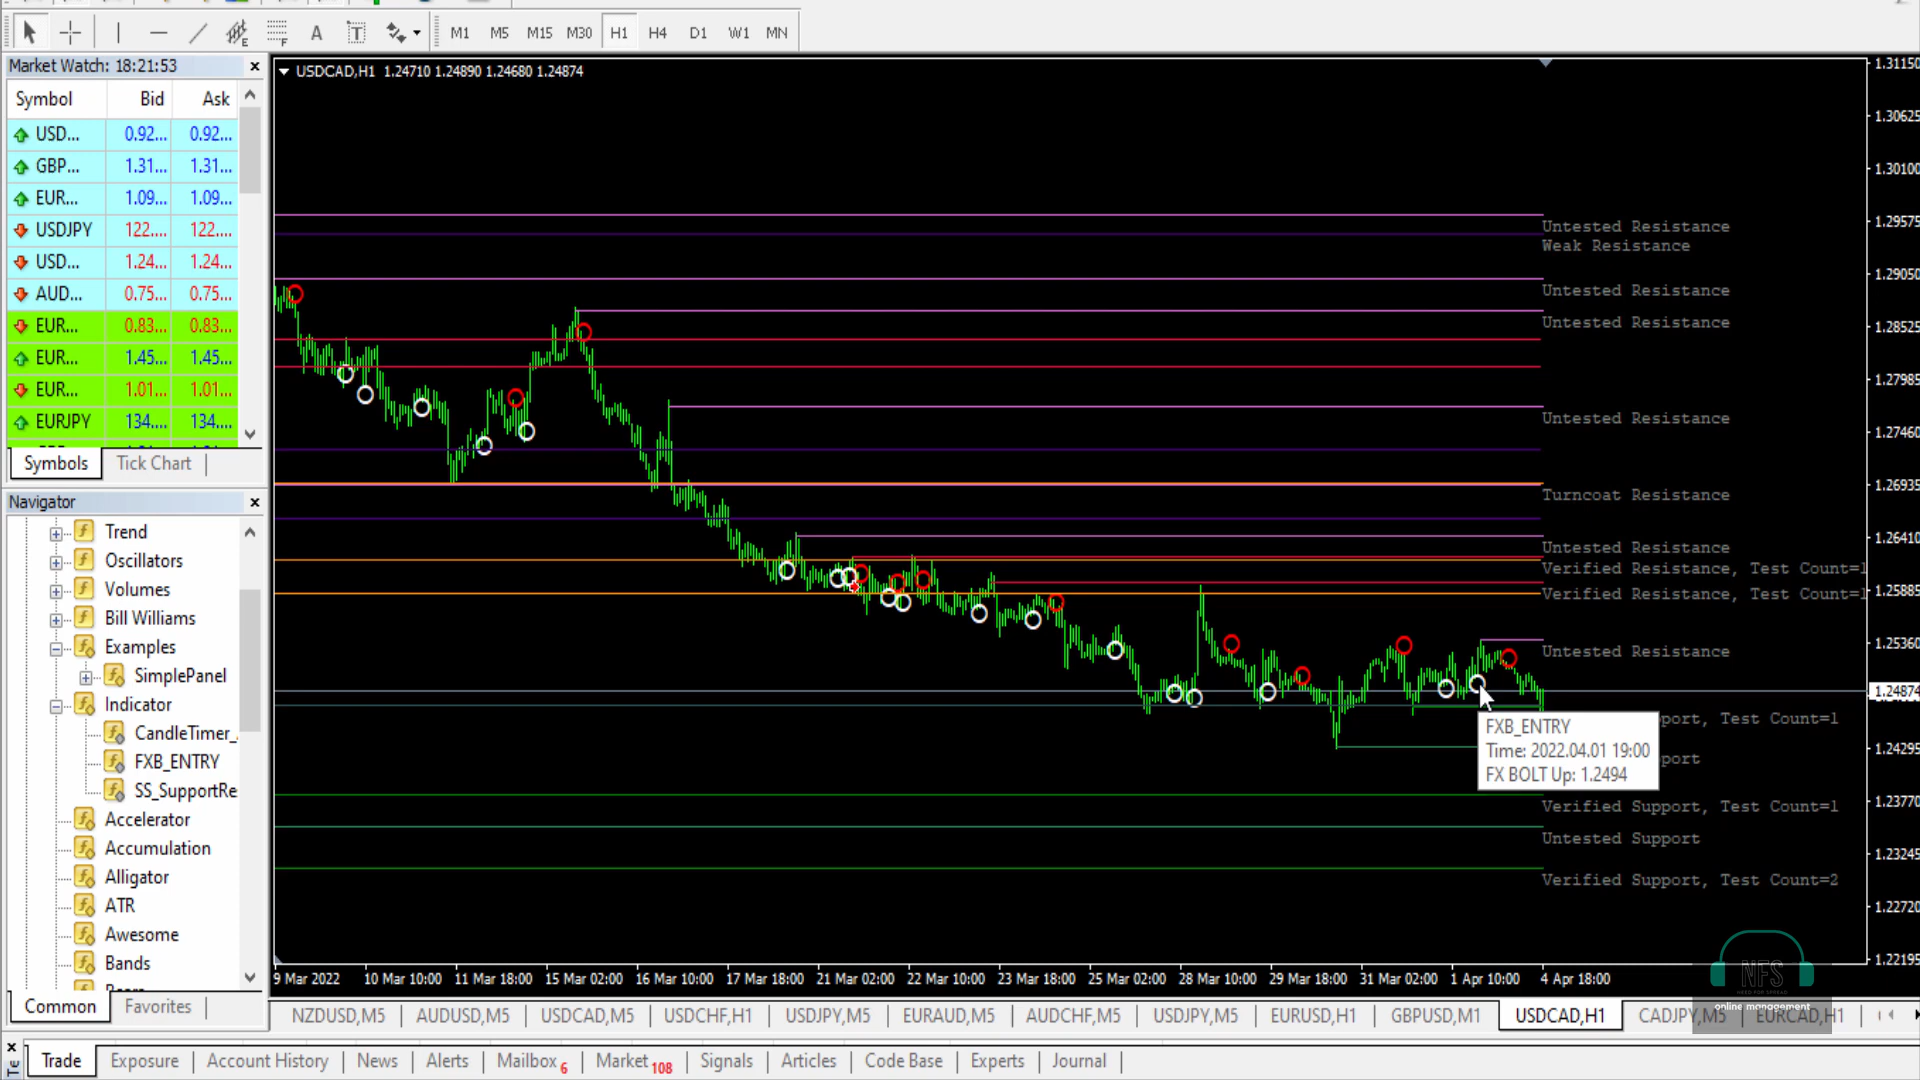 M1 M5 M15 M30 H1 H4 D1 W1 MN
Market Watch: 18:21:53
Symbol Bid Ask
USD... 0.92... 0.92...
GBP... 1.31... 1.31...
EUR... 1.09... 1.09...
USDJPY 122.... 122....
USD... 1.24... 1.24...
AUD... 0.75... 0.75...
EUR... 0.83... 0.83...
EUR... 1.45... 1.45...
EUR... 1.01... 1.01...
EURJPY 134.... 134....
Symbols Tick Chart
Navigator
Trend
Oscillators
Volumes
Bill Williams
Examples
SimplePanel
Indicator
CandleTimer_
FXB_ENTRY
SS_SupportRe
Accelerator
Accumulation
Alligator
ATR
Awesome
Bands
Common Favorites
USDCAD,H1 1.24710 1.24890 1.24680 1.24874
Untested Resistance
Weak Resistance
Untested Resistance
Untested Resistance
Untested Resistance
Turncoat Resistance
Untested Resistance
Verified Resistance, Test Count=1
Verified Resistance, Test Count=1
Untested Resistance
pport, Test Count=1
port
Verified Support, Test Count=1
Untested Support
Verified Support, Test Count=2
FXB_ENTRY
Time: 2022.04.01 19:00
FX BOLT Up: 1.2494
1.31150
1.30625
1.30100
1.29575
1.29050
1.28525
1.27985
1.27460
1.26935
1.26410
1.25885
1.25360
1.24874
1.24295
1.23770
1.23245
1.22720
1.22195
9 Mar 2022 10 Mar 10:00 11 Mar 18:00 15 Mar 02:00 16 Mar 10:00 17 Mar 18:00 21 Mar 02:00 22 Mar 10:00 23 Mar 18:00 25 Mar 02:00 28 Mar 10:00 29 Mar 18:00 31 Mar 02:00 1 Apr 10:00 4 Apr 18:00
NFS
online management
NZDUSD,M5 AUDUSD,M5 USDCAD,M5 USDCHF,H1 USDJPY,M5 EURAUD,M5 AUDCHF,M5 USDJPY,M5 EURUSD,H1 GBPUSD,M1 USDCAD,H1 CADJPY,M5 EURCAD,H1
Trade Exposure Account History News Alerts Mailbox 6 Market 108 Signals Articles Code Base Experts Journal